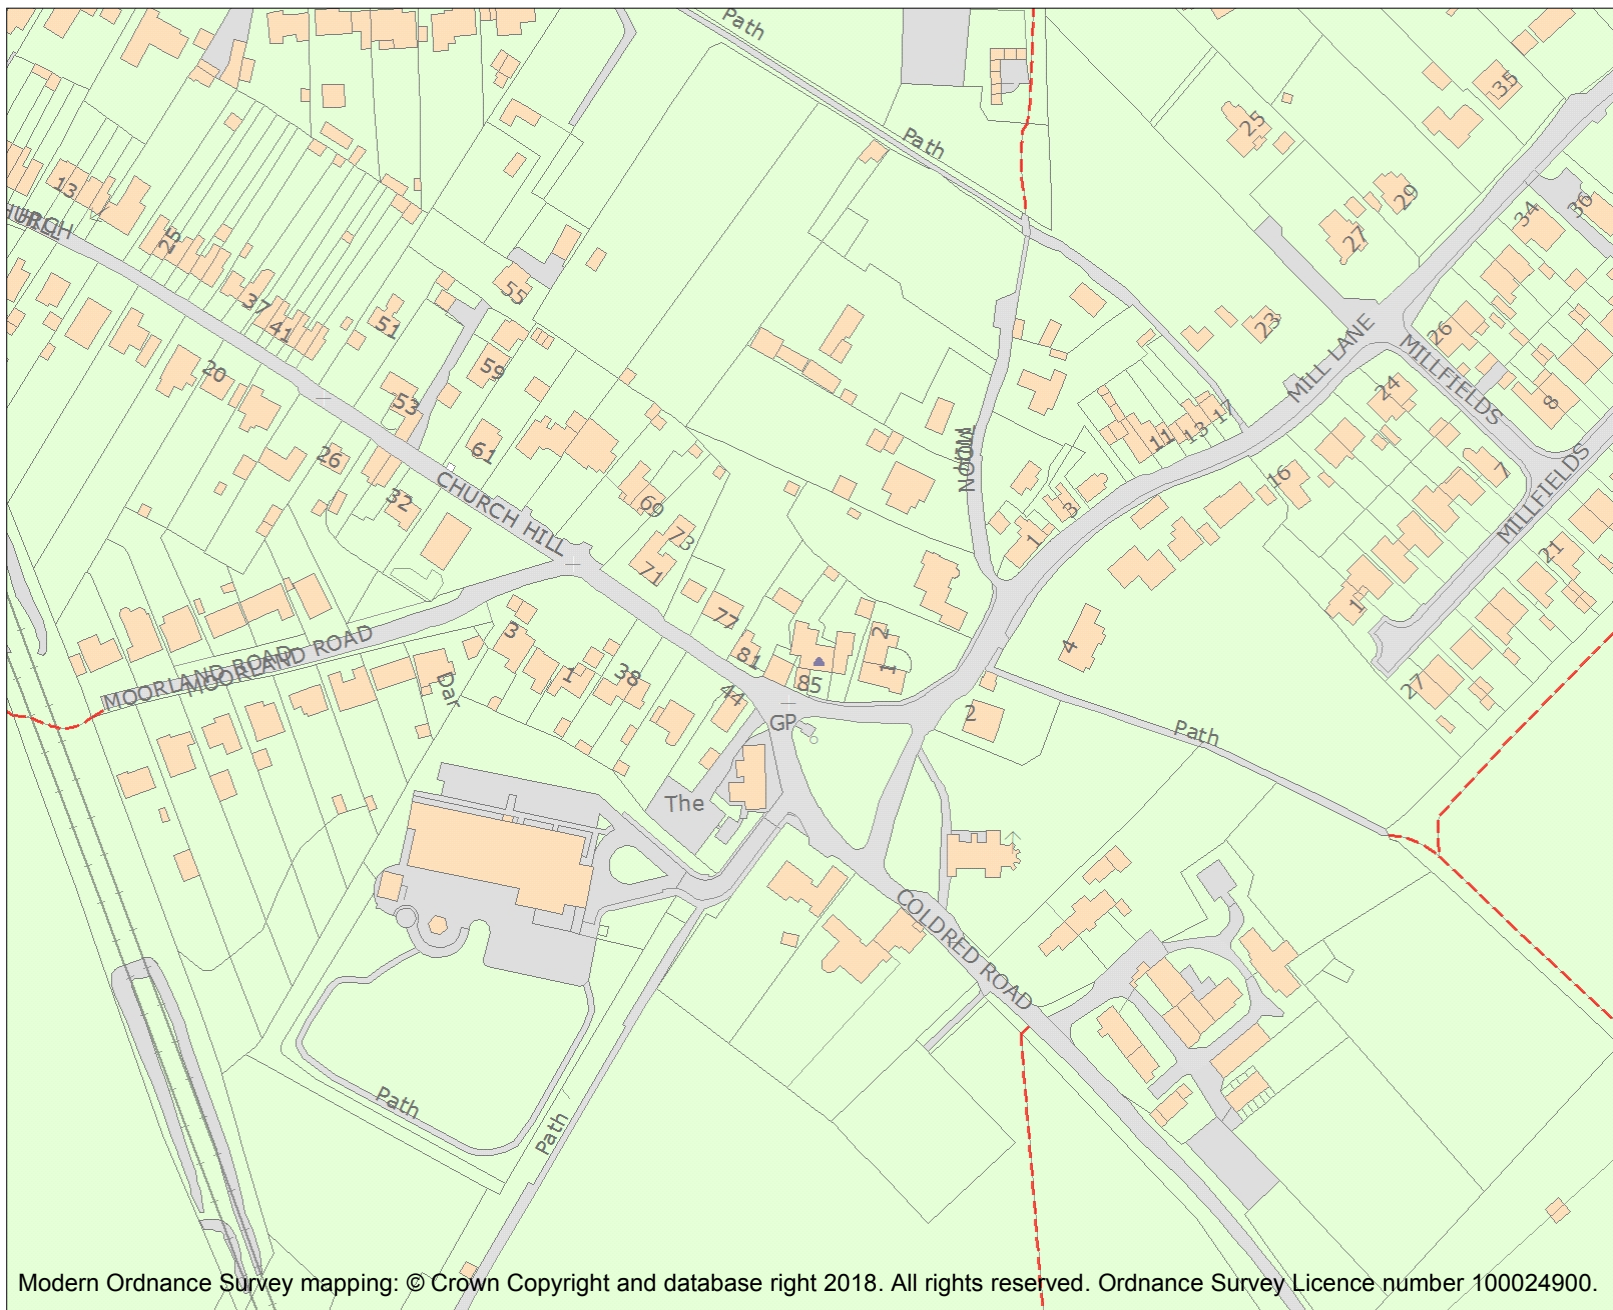 Path
Path
35
25
29
27
34
36
13
CHURCH
25
55
37
41
51
59
20
53
61
26
32
CHURCH HILL
69
73
71
77
81
85
2
1
23
MILL LANE
26
MILLFIELDS
24
8
MILLFIELDS
7
11
13
17
16
3
1
21
1
27
4
2
Path
MOORLAND ROAD
MOORLAND ROAD
3
1
38
44
Dar
GP
The
COLDRED ROAD
Path
Path
Modern Ordnance Survey mapping: © Crown Copyright and database right 2018. All rights reserved. Ordnance Survey Licence number 100024900.